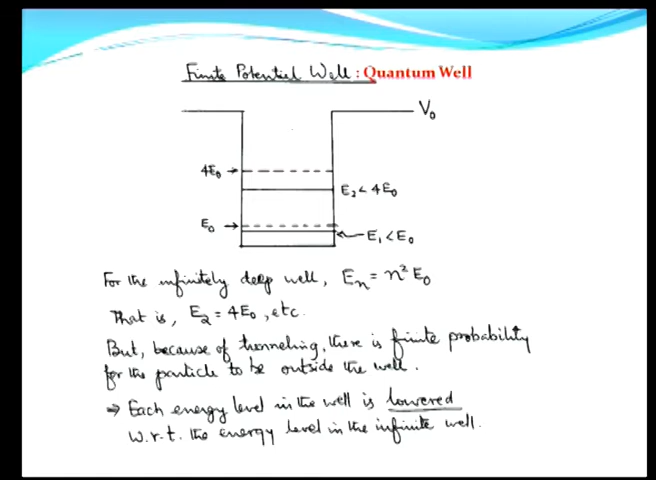 Finite Potential Well : Quantum Well
V₀
4E₀ →
E₂ < 4E₀
E₀ →
E₁ < E₀
For the infinitely deep well, Eₙ = n² E₀
That is, E₂ = 4E₀, etc.
But, because of tunneling, there is finite probability
for the particle to be outside the well.
⇒ Each energy level in the well is lowered
w.r.t. the energy level in the infinite well.